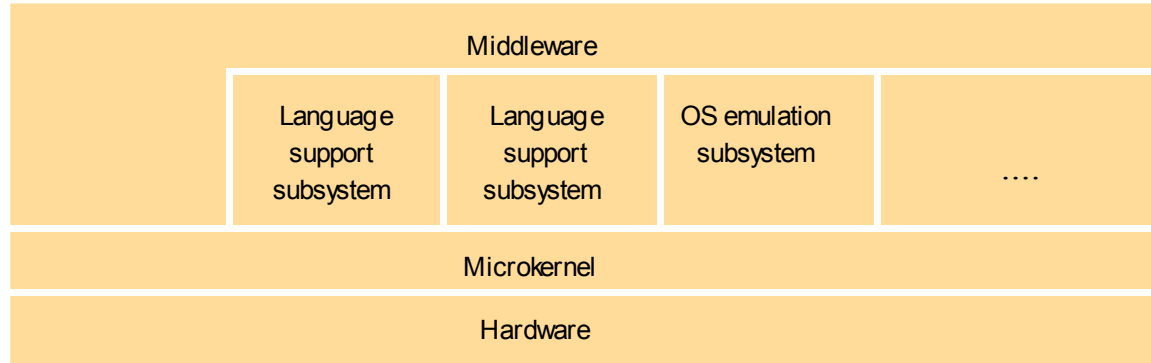 Middleware
Language
support
subsystem
Language
support
subsystem
OS emulation
subsystem
....
Microkernel
Hardware